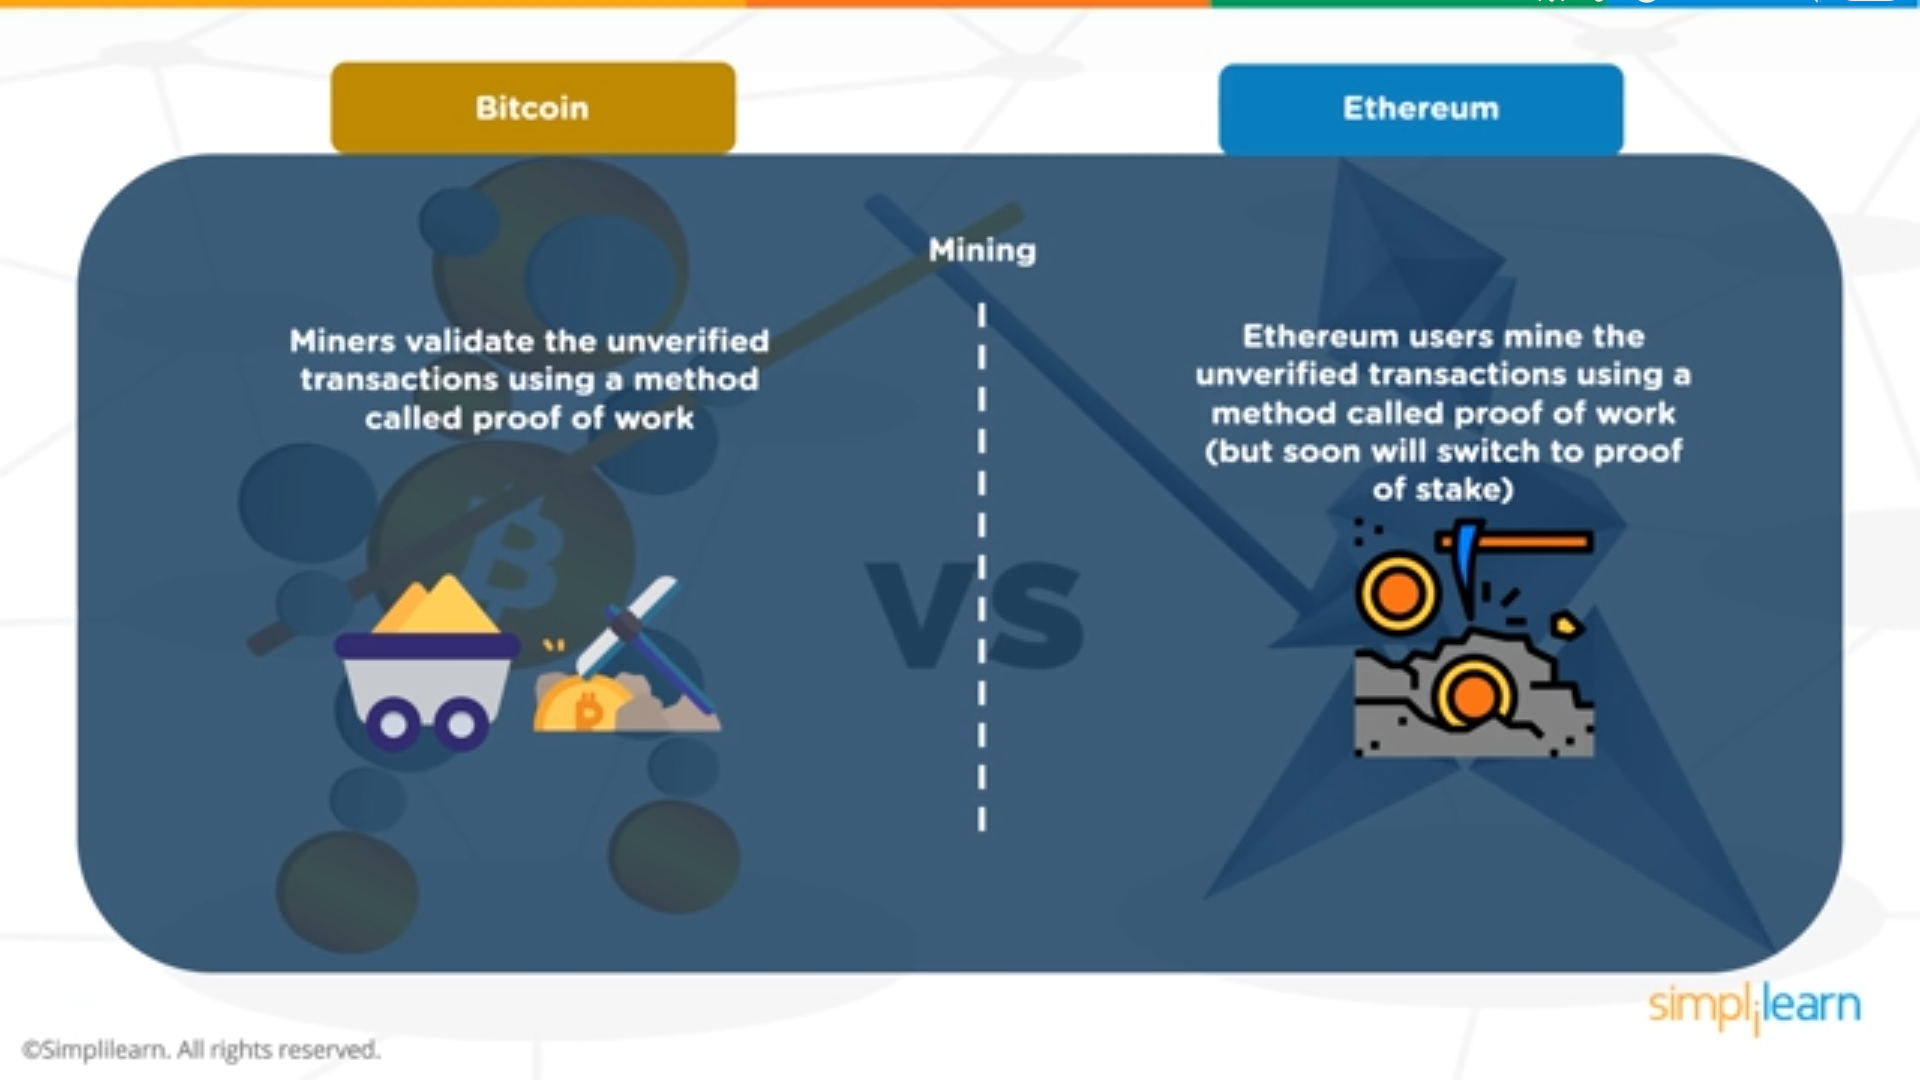 Bitcoin
Ethereum
Mining
Miners validate the unverified
transactions using a method
called proof of work
Ethereum users mine the
unverified transactions using a
method called proof of work
(but soon will switch to proof
of stake)
VS
simplilearn
©Simplilearn. All rights reserved.